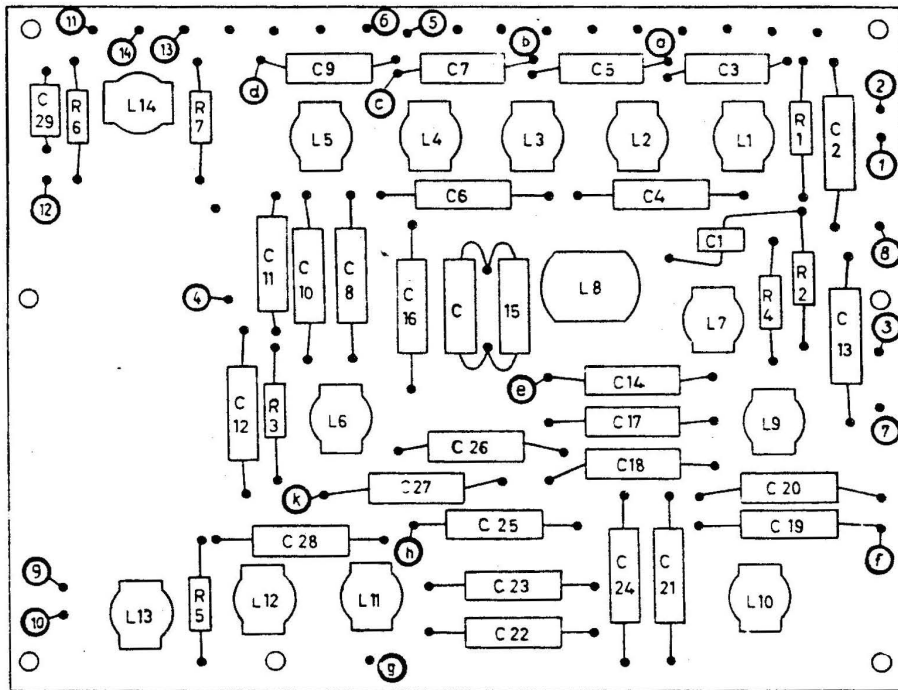 11 6 5
14 13 b a
C9 C7 C5 C3
d c 2
C 29 R 6 L14 R 7 L5 L4 L3 L2 L1 R 1 C 2 1
12 C6 C4
C 11 C 10 C 8 C1 8
4 C 16 C 15 L8 L7 R 4 R 2 C 13 3
e C14
C 12 R 3 L6 C17 L9 7
C 26 C18
k C27 C 20
C 28 h C 25 C 19 f
9 C 24 C 21
10 L13 R 5 L12 L11 C 23 L10
C 22
g